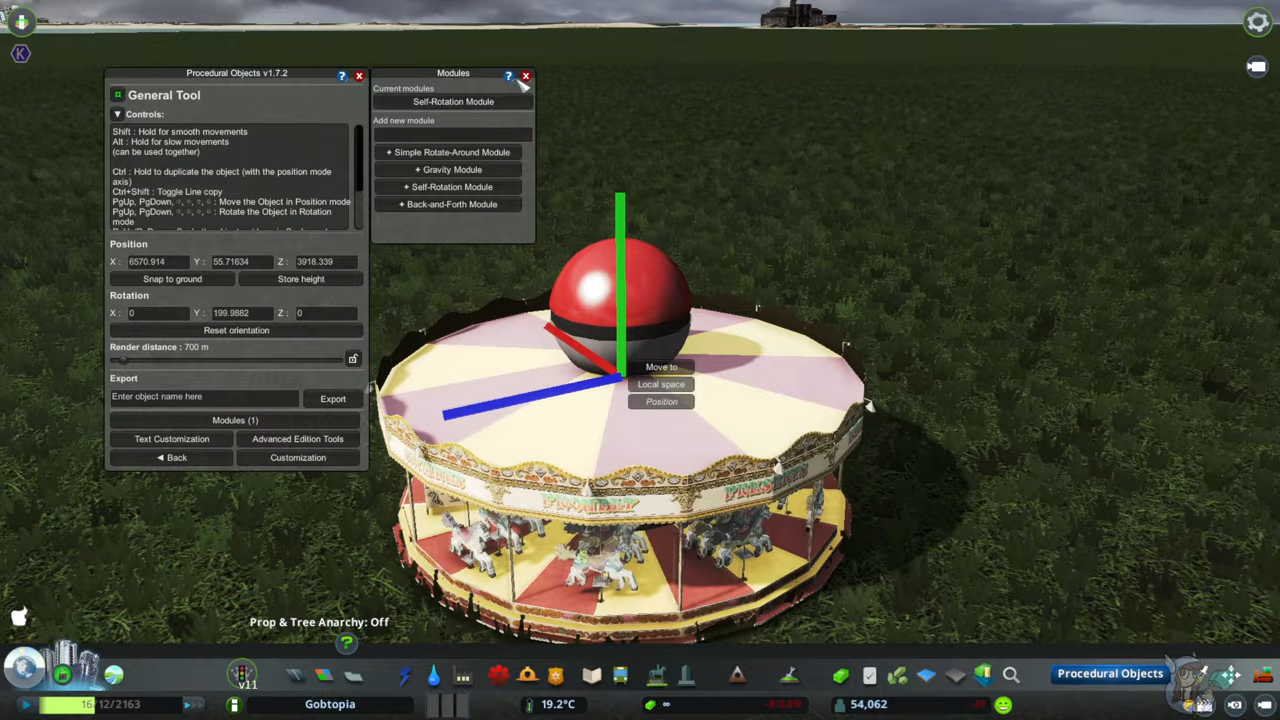 Procedural Objects v1.7.2
General Tool
Controls:
Shift : Hold for smooth movements
Alt : Hold for slow movements
(can be used together)
Ctrl : Hold to duplicate the object (with the position mode
axis)
Ctrl+Shift : Toggle Line copy
PgUp, PgDown, ○, ○, ○, ○ : Move the Object in Position mode
PgUp, PgDown, ○, ○, ○, ○ : Rotate the Object in Rotation
mode
Position
X : 6570.914 Y : 55.71634 Z : 3918.339
Snap to ground Store height
Rotation
X : 0 Y : 199.9882 Z : 0
Reset orientation
Render distance : 700 m
Export
Enter object name here Export
Modules (1)
Text Customization Advanced Edition Tools
◄ Back Customization
Modules
Current modules
Self-Rotation Module
Add new module
+ Simple Rotate-Around Module
+ Gravity Module
+ Self-Rotation Module
+ Back-and-Forth Module
Move to
Local space
Position
K
Prop & Tree Anarchy: Off
?
v11
Procedural Objects
16/12/2163
Gobtopia
19.2°C
∞
54,062